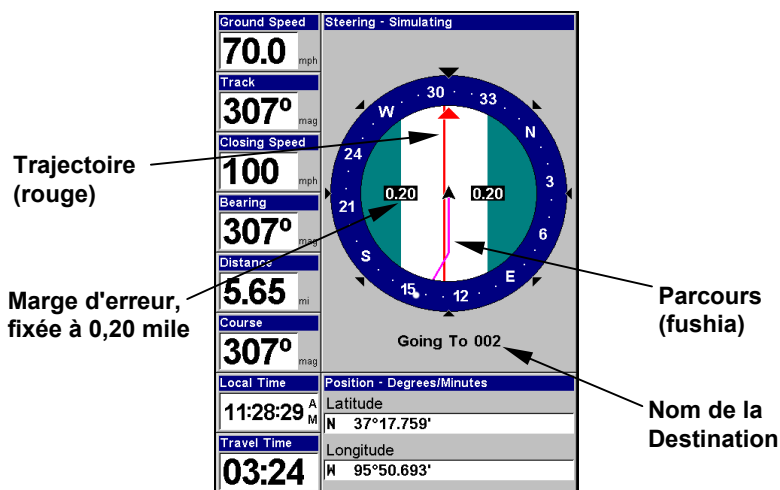 Ground Speed
70.0 mph
Track
307º mag
Closing Speed
100 mph
Bearing
307º mag
Distance
5.65 mi
Course
307º mag
Local Time
11:28:29 AM
Travel Time
03:24
Steering - Simulating
30
33
N
3
6
E
12
15
S
21
24
W
0.20
0.20
Going To 002
Position - Degrees/Minutes
Latitude
N 37°17.759'
Longitude
W 95°50.693'
Trajectoire
(rouge)
Marge d'erreur,
fixée à 0,20 mile
Parcours
(fushia)
Nom de la
Destination